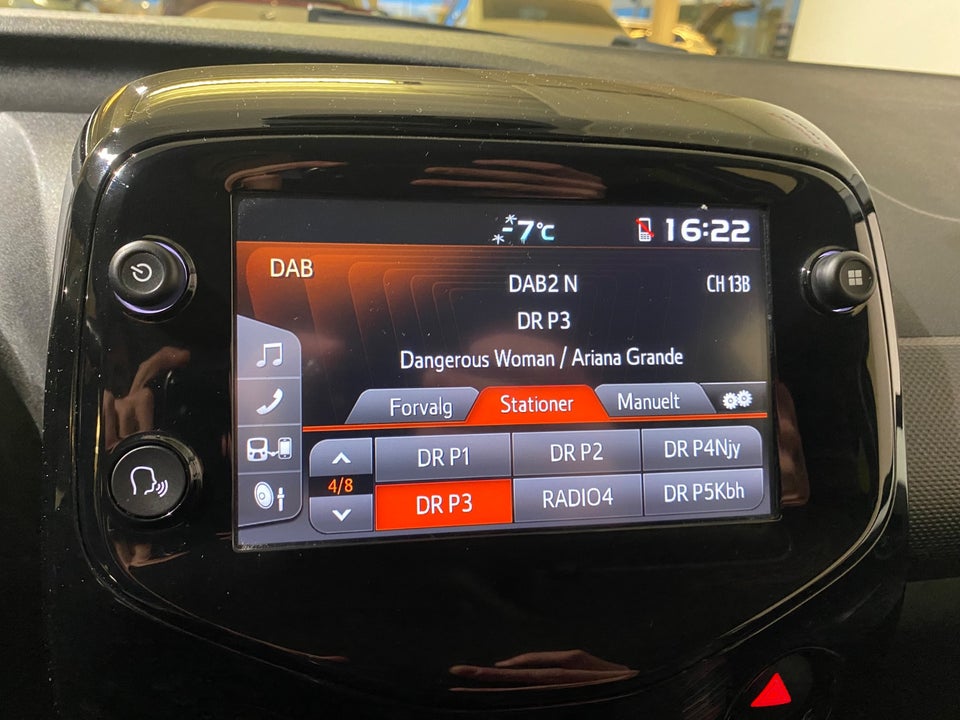 -7°C
16:22
DAB
DAB2 N
CH 13B
DR P3
Dangerous Woman / Ariana Grande
Forvalg
Stationer
Manuelt
4/8
DR P1
DR P2
DR P4Njy
DR P3
RADIO4
DR P5Kbh